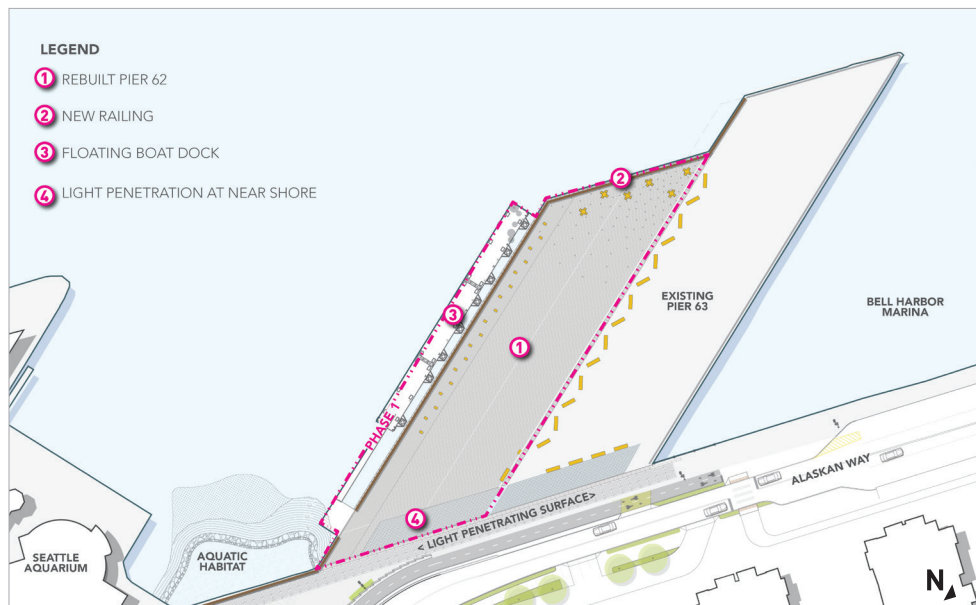 LEGEND
1 REBUILT PIER 62
2 NEW RAILING
3 FLOATING BOAT DOCK
4 LIGHT PENETRATION AT NEAR SHORE
2
EXISTING
PIER 63
BELL HARBOR
MARINA
3
1
PHASE 1
ALASKAN WAY
4
< LIGHT PENETRATING SURFACE>
SEATTLE
AQUARIUM
AQUATIC
HABITAT
N